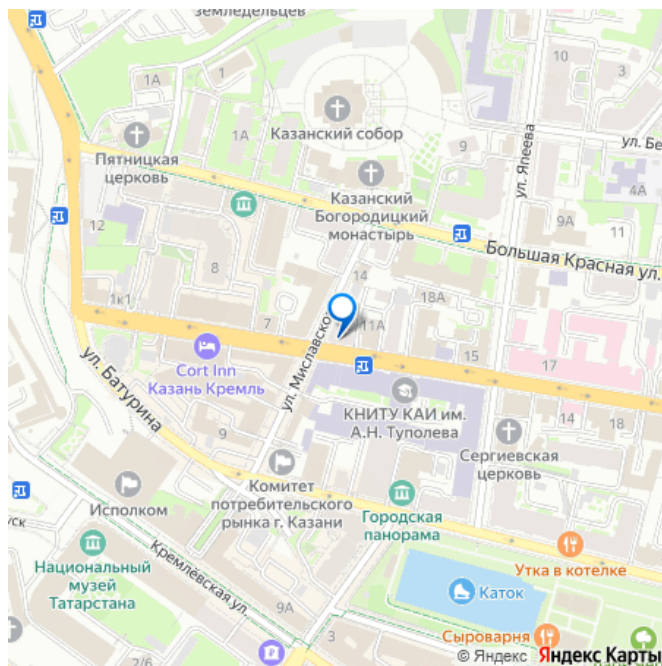 земледельцев
1А
10
3
1А
Казанский собор
Пятницкая
церковь
9
ул. Япеева
ул. Бе
4А
Казанский
Богородицкий
монастырь
9А
11
12
8
Большая Красная ул.
14
1к1
7
18А
11А
15
17
ул. Миславского
Cort Inn
Казань Кремль
ул. Батурина
КНИТУ КАИ им.
А.Н. Туполева
14
18
9
Сергиевская
церковь
Комитет
потребительского
рынка г. Казани
Исполком
Городская
панорама
уск
Утка в котелке
Национальный
музей
Татарстана
Кремлёвская ул.
Каток
9А
3
Сыроварня
2/6
© Яндекс Яндекс Карты